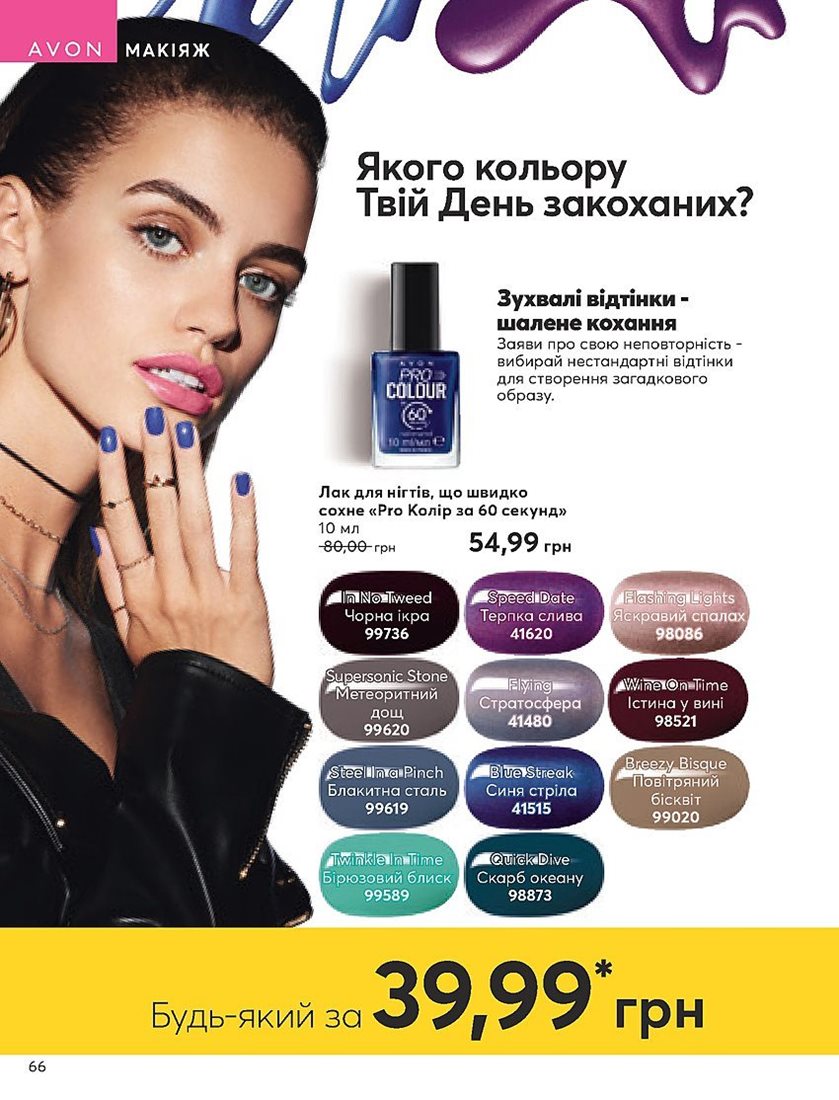 AVON МАКІЯЖ
Якого кольору
Твій День закоханих?
Зухвалі відтінки -
шалене кохання
Заяви про свою неповторність -
вибирай нестандартні відтінки
для створення загадкового
образу.
AVON
PRO
COLOUR
60
10 ml/мл e
Лак для нігтів, що швидко
сохне «Pro Колір за 60 секунд»
10 мл
80,00 грн 54,99 грн
In No Tweed
Чорна ікра
99736
Speed Date
Терпка слива
41620
Flashing Lights
Яскравий спалах
98086
Supersonic Stone
Метеоритний
дощ
99620
Flying
Стратосфера
41480
Wine On Time
Істина у вині
98521
Steel In a Pinch
Блакитна сталь
99619
Blue Streak
Синя стріла
41515
Breezy Bisque
Повітряний
бісквіт
99020
Twinkle In Time
Бірюзовий блиск
99589
Quick Dive
Скарб океану
98873
Будь-який за 39,99* грн
66